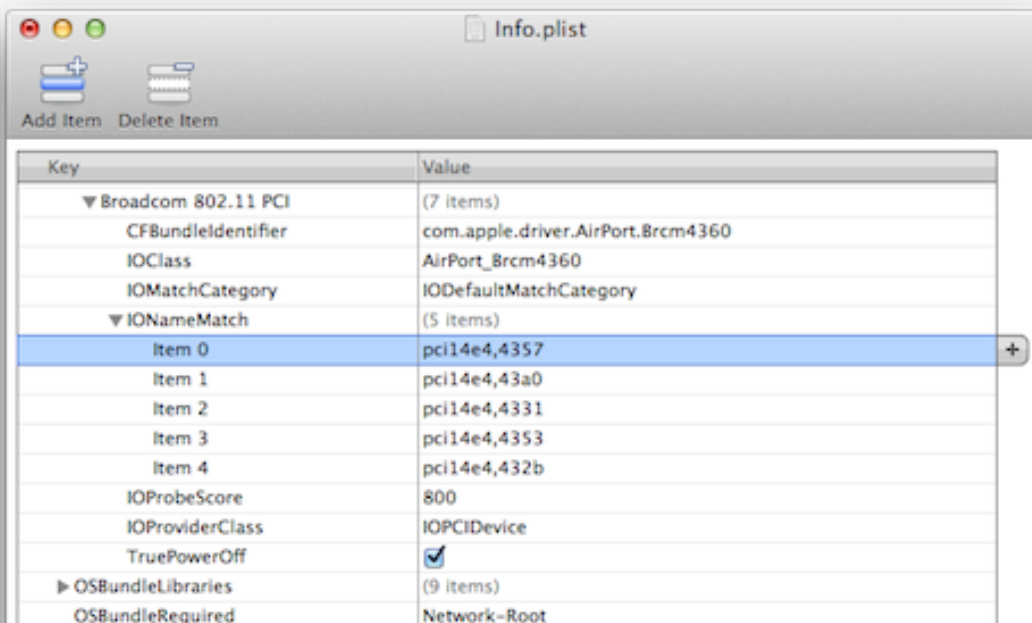 Info.plist
Add Item Delete Item
Key Value
Broadcom 802.11 PCI (7 items)
CFBundleIdentifier com.apple.driver.AirPort.Brcm4360
IOClass AirPort_Brcm4360
IOMatchCategory IODefaultMatchCategory
IONameMatch (5 items)
Item 0 pci14e4,4357
Item 1 pci14e4,43a0
Item 2 pci14e4,4331
Item 3 pci14e4,4353
Item 4 pci14e4,432b
IOProbeScore 800
IOProviderClass IOPCIDevice
TruePowerOff
OSBundleLibraries (9 items)
OSBundleRequired Network-Root